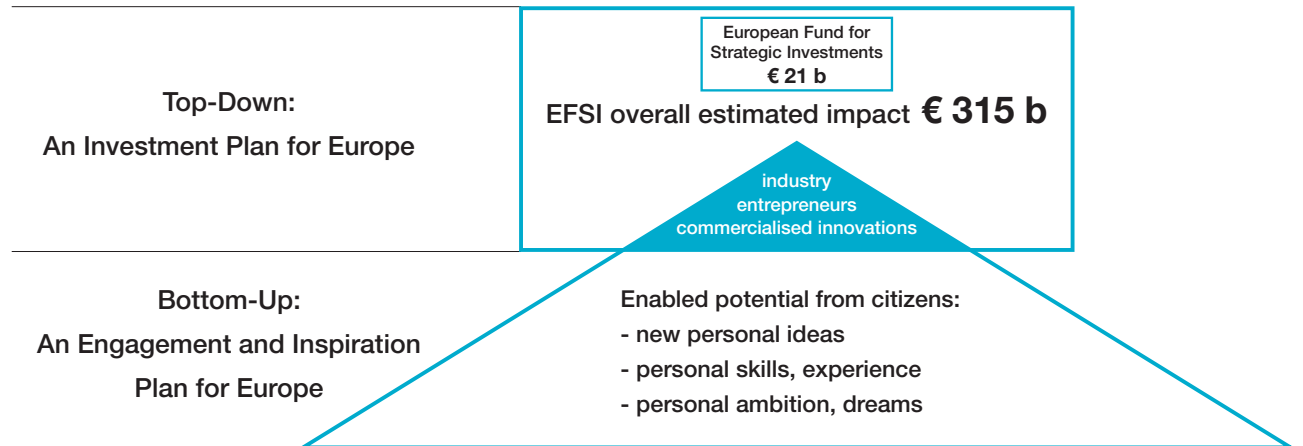 Top-Down:
An Investment Plan for Europe
European Fund for
Strategic Investments
€ 21 b
EFSI overall estimated impact € 315 b
industry
entrepreneurs
commercialised innovations
Bottom-Up:
An Engagement and Inspiration
Plan for Europe
Enabled potential from citizens:
- new personal ideas
- personal skills, experience
- personal ambition, dreams